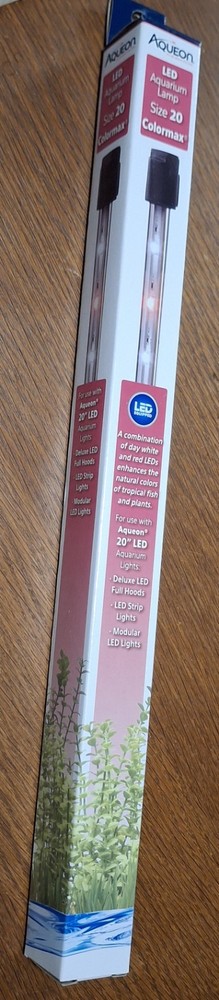 AQUEON
LED
Aquarium
Lamp
Size 20
Colormax®
For use with
Aqueon®
20" LED
Aquarium
Lights:
· Deluxe LED
Full Hoods
· LED Strip
Lights
· Modular
LED Lights
AQUEON
LED
Aquarium
Lamp
Size 20
Colormax®
LED
A combination
of day white
and red LEDs
enhances the
natural colors
of tropical fish
and plants.
For use with
Aqueon®
20" LED
Aquarium
Lights:
· Deluxe LED
Full Hoods
· LED Strip
Lights
· Modular
LED Lights